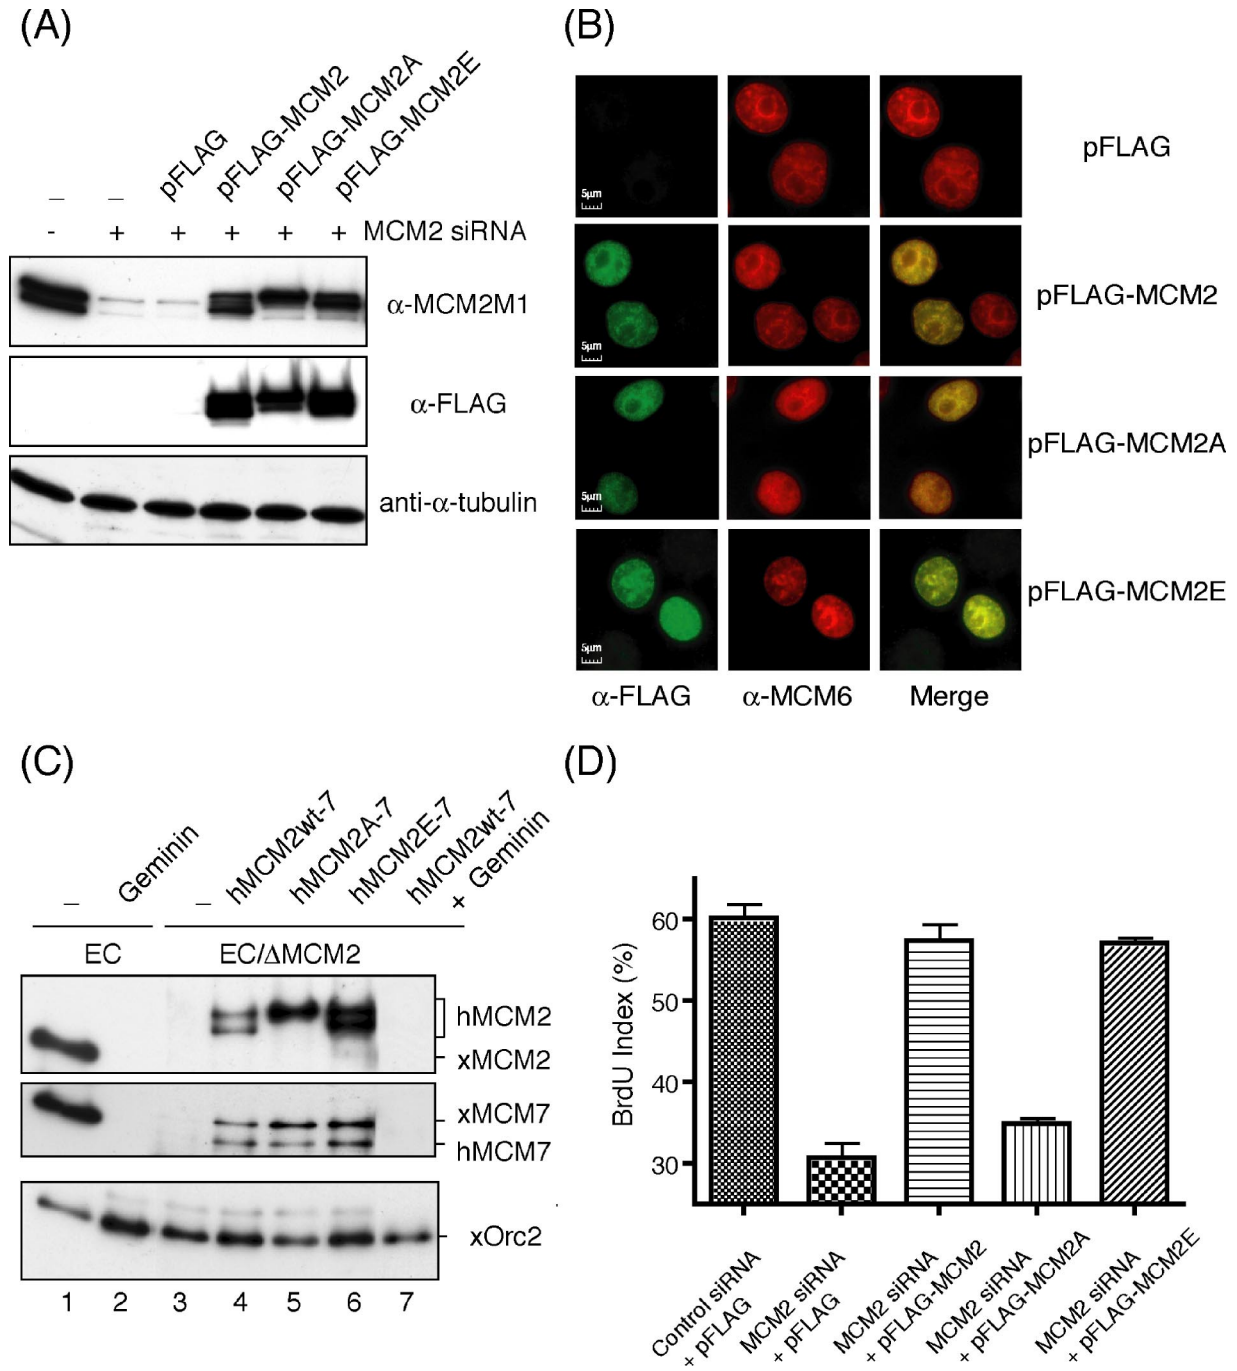 (A)
pFLAG
pFLAG-MCM2
pFLAG-MCM2A
pFLAG-MCM2E
– –
- + + + + + MCM2 siRNA
α-MCM2M1
α-FLAG
anti-α-tubulin
(B)
5µm
pFLAG
5µm
pFLAG-MCM2
5µm
pFLAG-MCM2A
5µm
pFLAG-MCM2E
α-FLAG α-MCM6 Merge
(C)
– Geminin – hMCM2wt-7 hMCM2A-7 hMCM2E-7 hMCM2wt-7
+ Geminin
EC EC/ΔMCM2
hMCM2
xMCM2
xMCM7
hMCM7
xOrc2
1 2 3 4 5 6 7
(D)
BrdU Index (%)
60
50
40
30
Control siRNA
+ pFLAG
MCM2 siRNA
+ pFLAG
MCM2 siRNA
+ pFLAG-MCM2
MCM2 siRNA
+ pFLAG-MCM2A
MCM2 siRNA
+ pFLAG-MCM2E